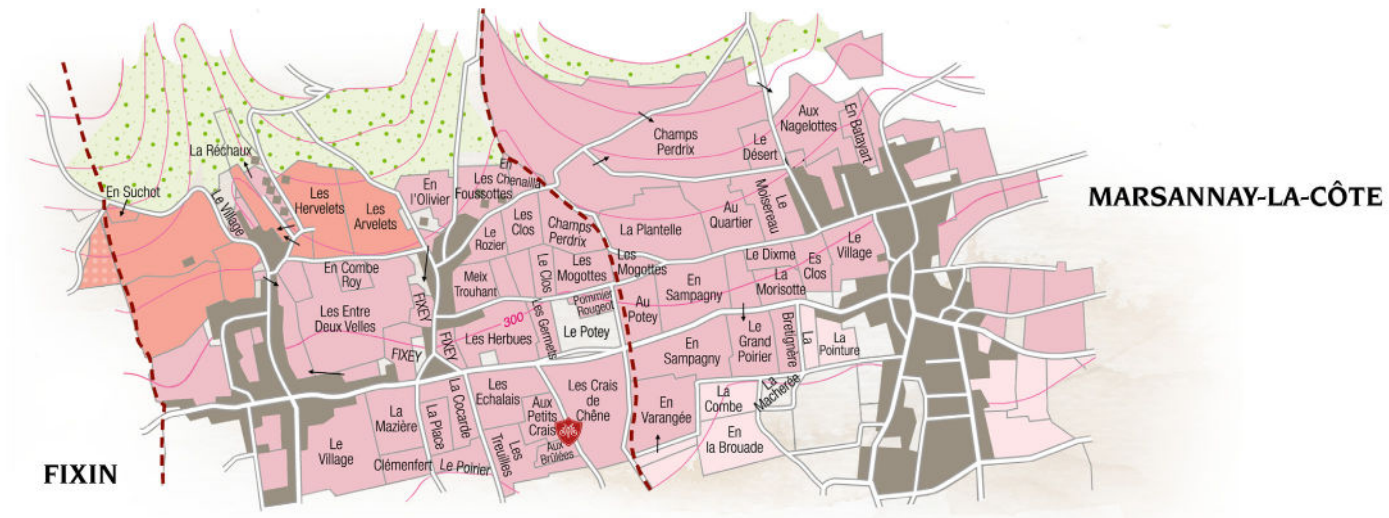 MARSANNAY-LA-CÔTE
FIXIN
La Réchaux
En Suchot
Le Village
Les
Hervelets
Les
Arvelets
En
l'Olivier
En
Les Chenailla
Foussottes
Champs
Perdrix
Le
Désert
Aux
Nagelottes
En Batayart
Le
Moisereau
Au
Quartier
La Plantelle
Les
Clos
Champs
Perdrix
Le
Rozier
En Combe
Roy
Les Entre
Deux Velles
FIXEY
Meix
Trouhant
Le Clos
Les
Mogottes
Les
Mogottes
Pommier
Rougeot
Le Potey
Les Germets
300
Les Herbues
FIXEY
FIXEY
Au
Potey
En
Sampagny
Le Dixme
La
Morisotte
Es
Clos
Le
Village
En
Sampagny
Le
Grand
Poirier
Bretignère
La
La
Pointure
La
Macherée
La
Combe
En
la Brouade
En
Varangée
Les Crais
de
Chêne
Les
Echalais
Aux
Petits
Crais
Aux
Brûlées
Les
Treuilles
La Cocarde
La Place
La
Mazière
Le
Village
Clémenfert
Le Poirier